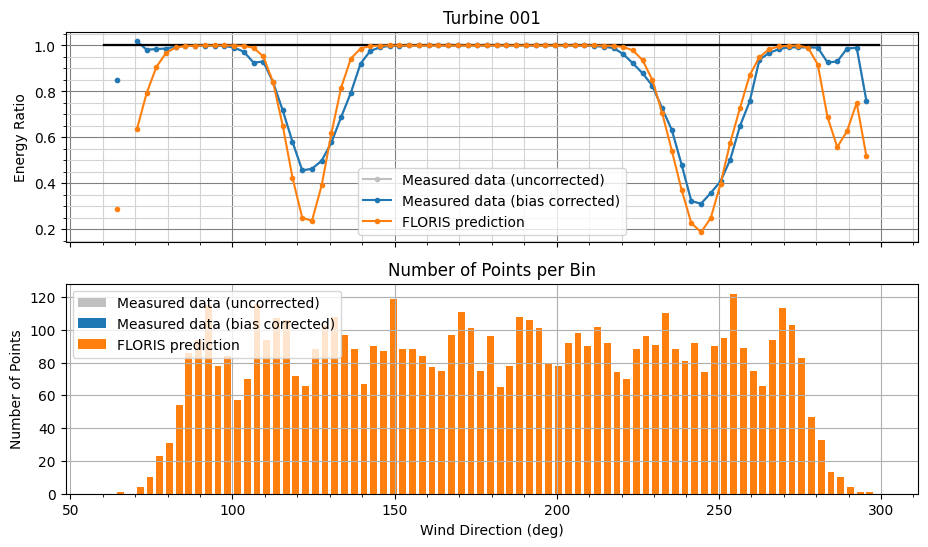 Turbine 001
Energy Ratio
1.0
0.8
0.6
0.4
0.2
Measured data (uncorrected)
Measured data (bias corrected)
FLORIS prediction
Number of Points per Bin
Number of Points
120
100
80
60
40
20
0
Measured data (uncorrected)
Measured data (bias corrected)
FLORIS prediction
50 100 150 200 250 300
Wind Direction (deg)